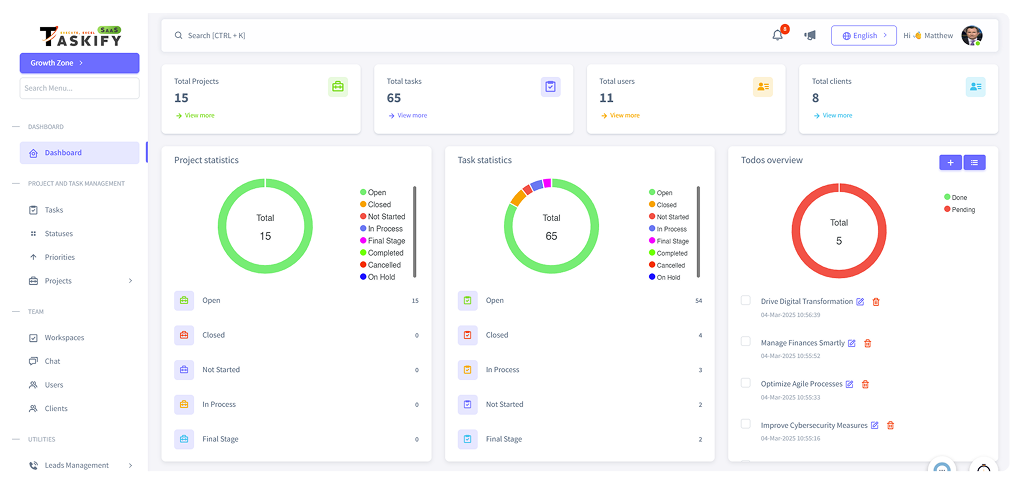 TASKIFY
SaaS
Growth Zone
Search Menu...
DASHBOARD
Dashboard
PROJECT AND TASK MANAGEMENT
Tasks
Statuses
Priorities
Projects
TEAM
Workspaces
Chat
Users
Clients
UTILITIES
Leads Management
Search [CTRL + K]
8
English
Hi 👋 Matthew
Total Projects
15
View more
Total tasks
65
View more
Total users
11
View more
Total clients
8
View more
Project statistics
Total
15
Open
Closed
Not Started
In Process
Final Stage
Completed
Cancelled
On Hold
Open 15
Closed 0
Not Started 0
In Process 0
Final Stage 0
Task statistics
Total
65
Open
Closed
Not Started
In Process
Final Stage
Completed
Cancelled
On Hold
Open 54
Closed 4
In Process 3
Not Started 2
Final Stage 2
Todos overview
Total
5
Done
Pending
Drive Digital Transformation
04-Mar-2025 10:56:39
Manage Finances Smartly
04-Mar-2025 10:55:52
Optimize Agile Processes
04-Mar-2025 10:55:33
Improve Cybersecurity Measures
04-Mar-2025 10:55:16